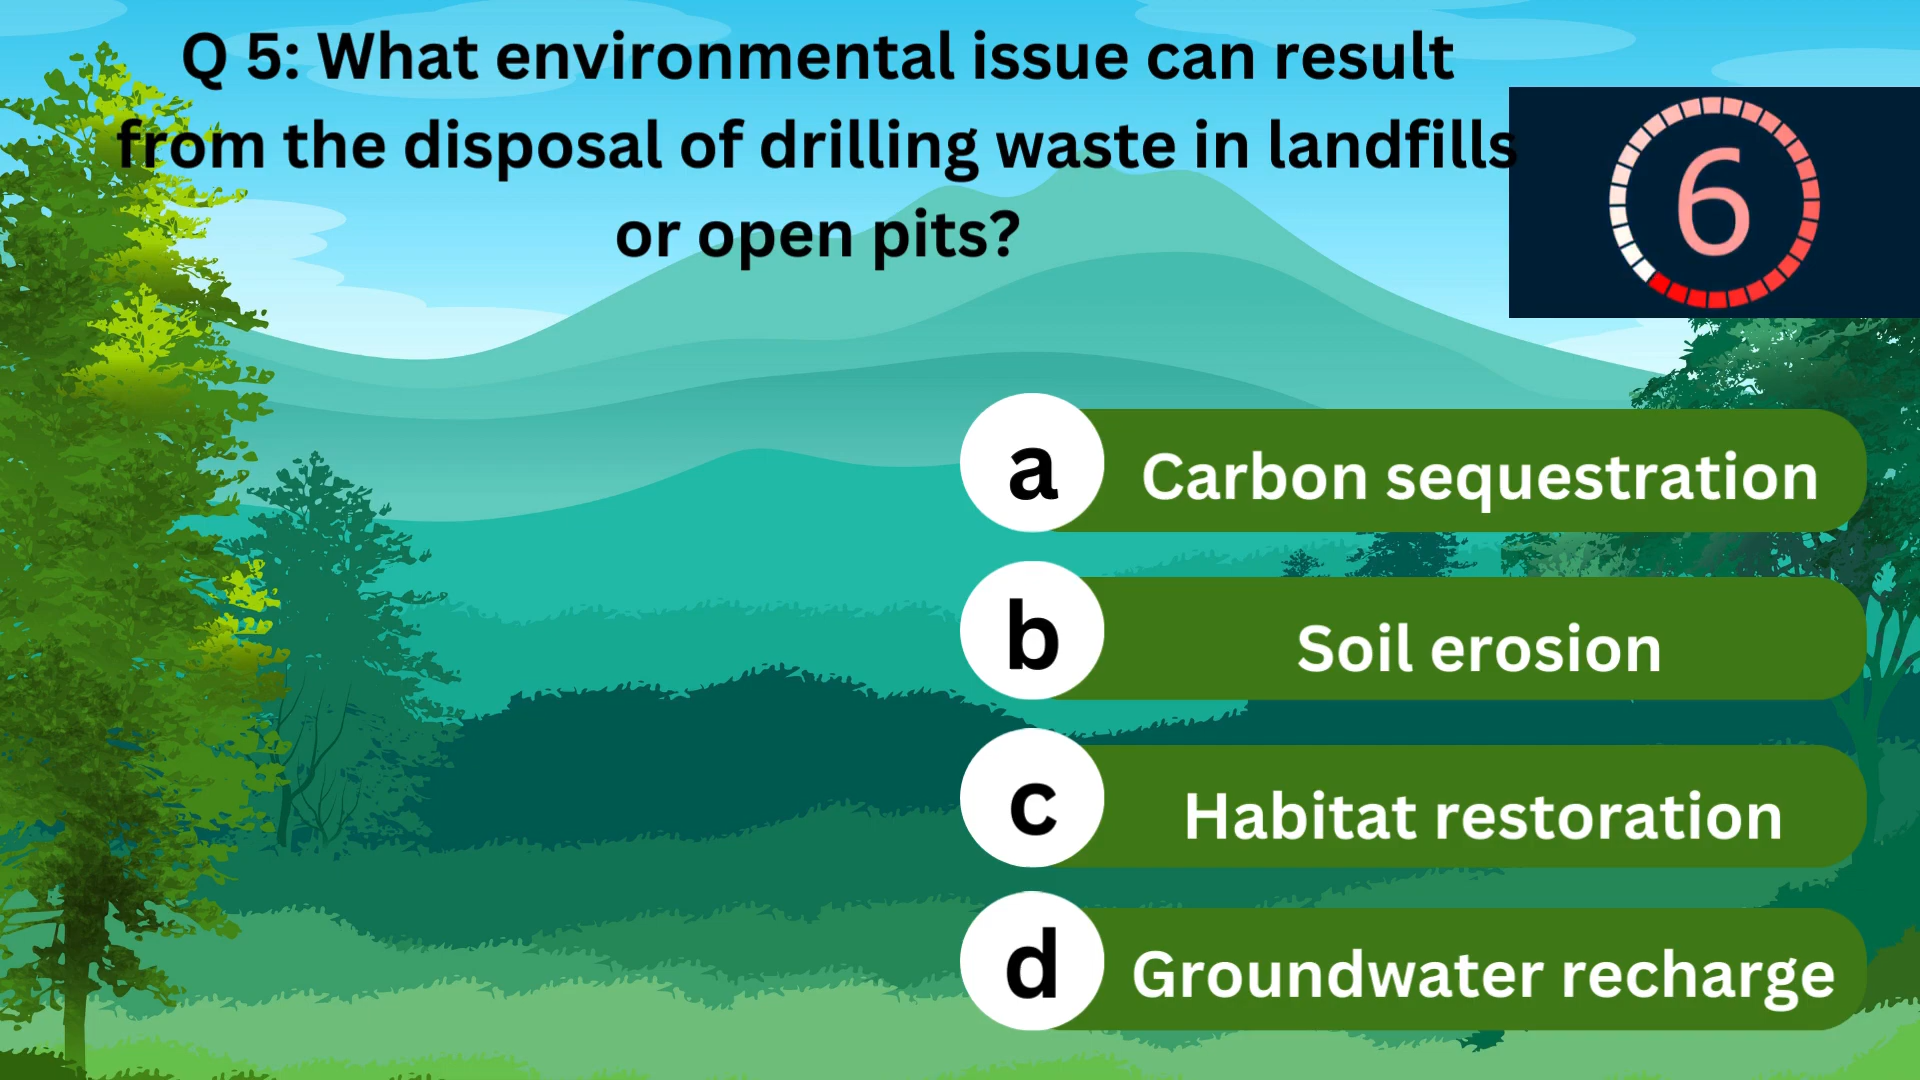 Q 5: What environmental issue can result
from the disposal of drilling waste in landfills
or open pits?
6
a Carbon sequestration
b Soil erosion
c Habitat restoration
d Groundwater recharge